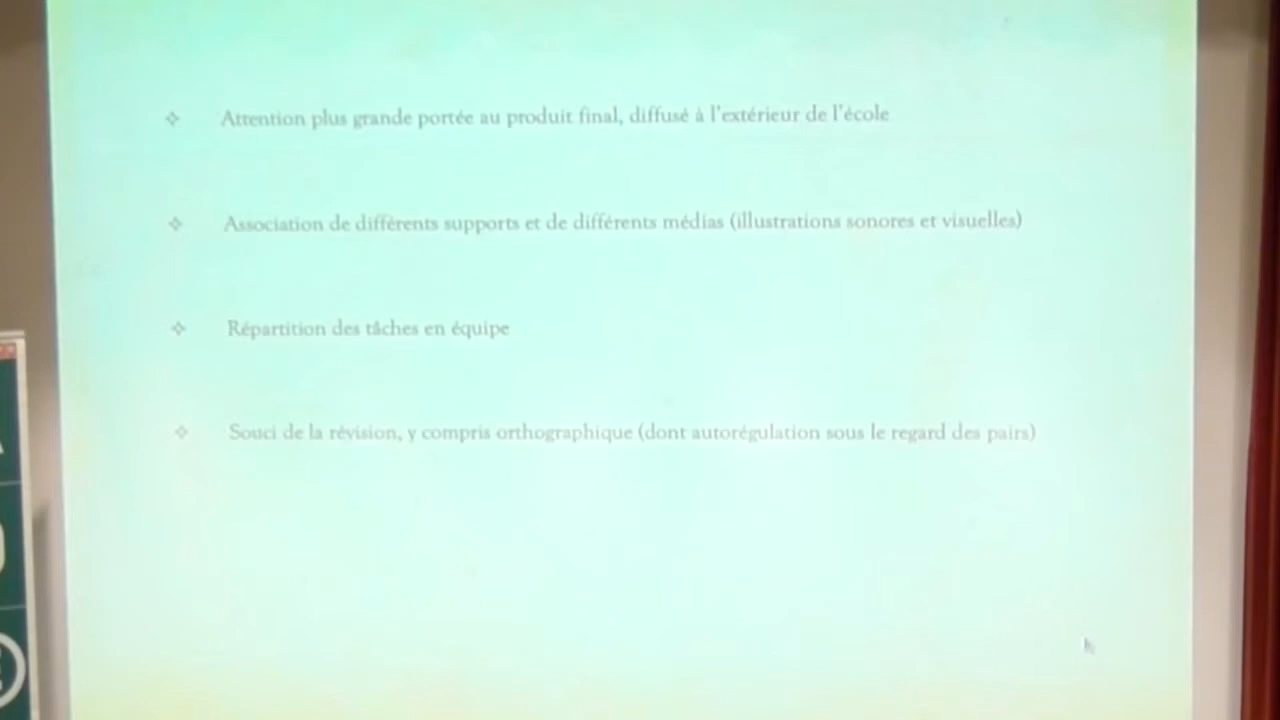 Attention plus grande portée au produit final, diffusé à l'extérieur de l'école
Association de différents supports et de différents médias (illustrations sonores et visuelles)
Répartition des tâches en équipe
Souci de la révision, y compris orthographique (dont autorégulation sous le regard des pairs)